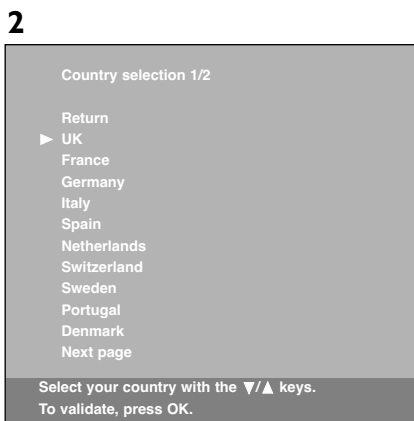 2
Country selection 1/2
Return
▶ UK
France
Germany
Italy
Spain
Netherlands
Switzerland
Sweden
Portugal
Denmark
Next page
Select your country with the ▼/▲ keys.
To validate, press OK.